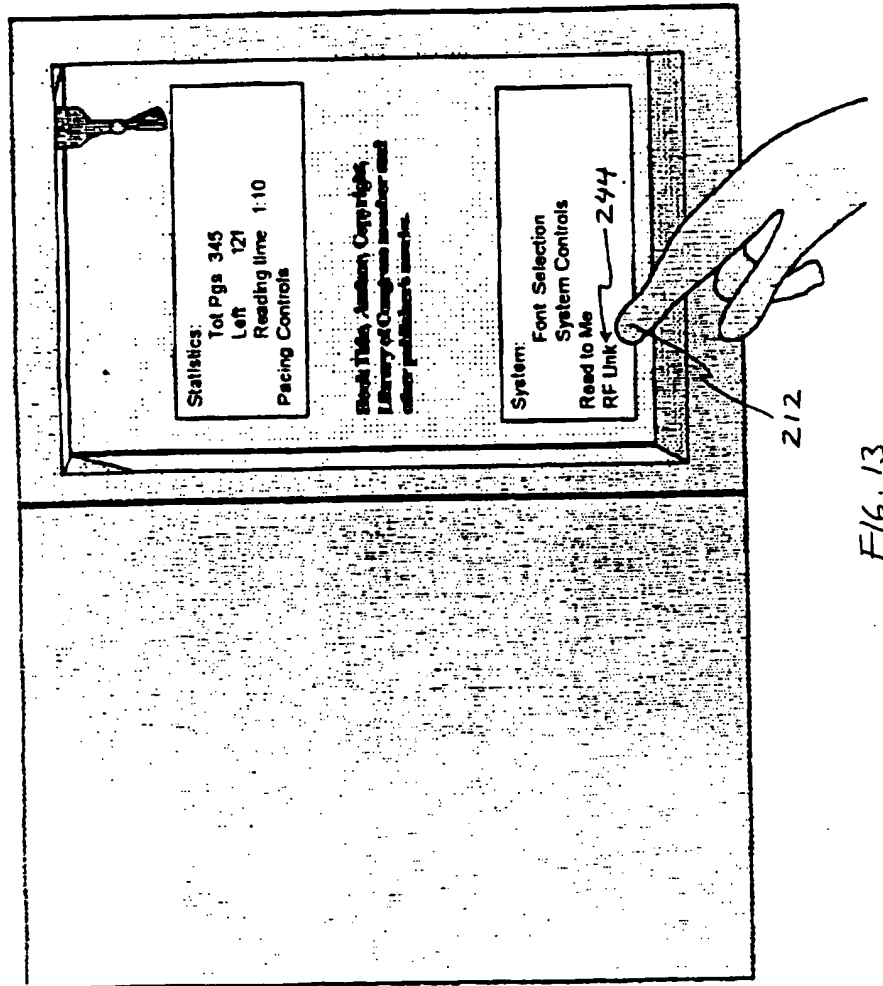 Statistics:
Tot Pgs 345
Left 121
Reading time 1:10
Pacing Controls
Book Title, Author, Copyright,
Library of Congress number and
other publisher's marks.
System:
Font Selection
System Controls
Read to Me
RF Link
244
212
FIG. 13